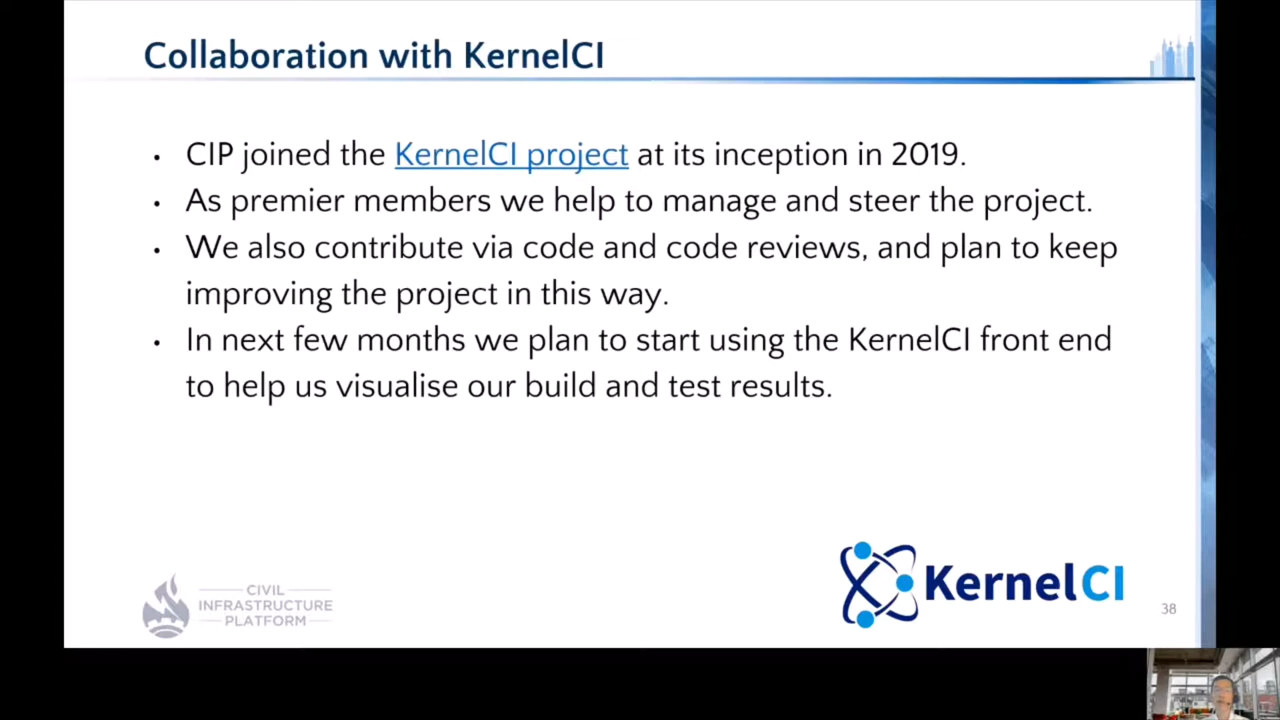 Collaboration with KernelCI
• CIP joined the KernelCI project at its inception in 2019.
• As premier members we help to manage and steer the project.
• We also contribute via code and code reviews, and plan to keep
improving the project in this way.
• In next few months we plan to start using the KernelCI front end
to help us visualise our build and test results.
CIVIL
INFRASTRUCTURE
PLATFORM
KernelCI
38